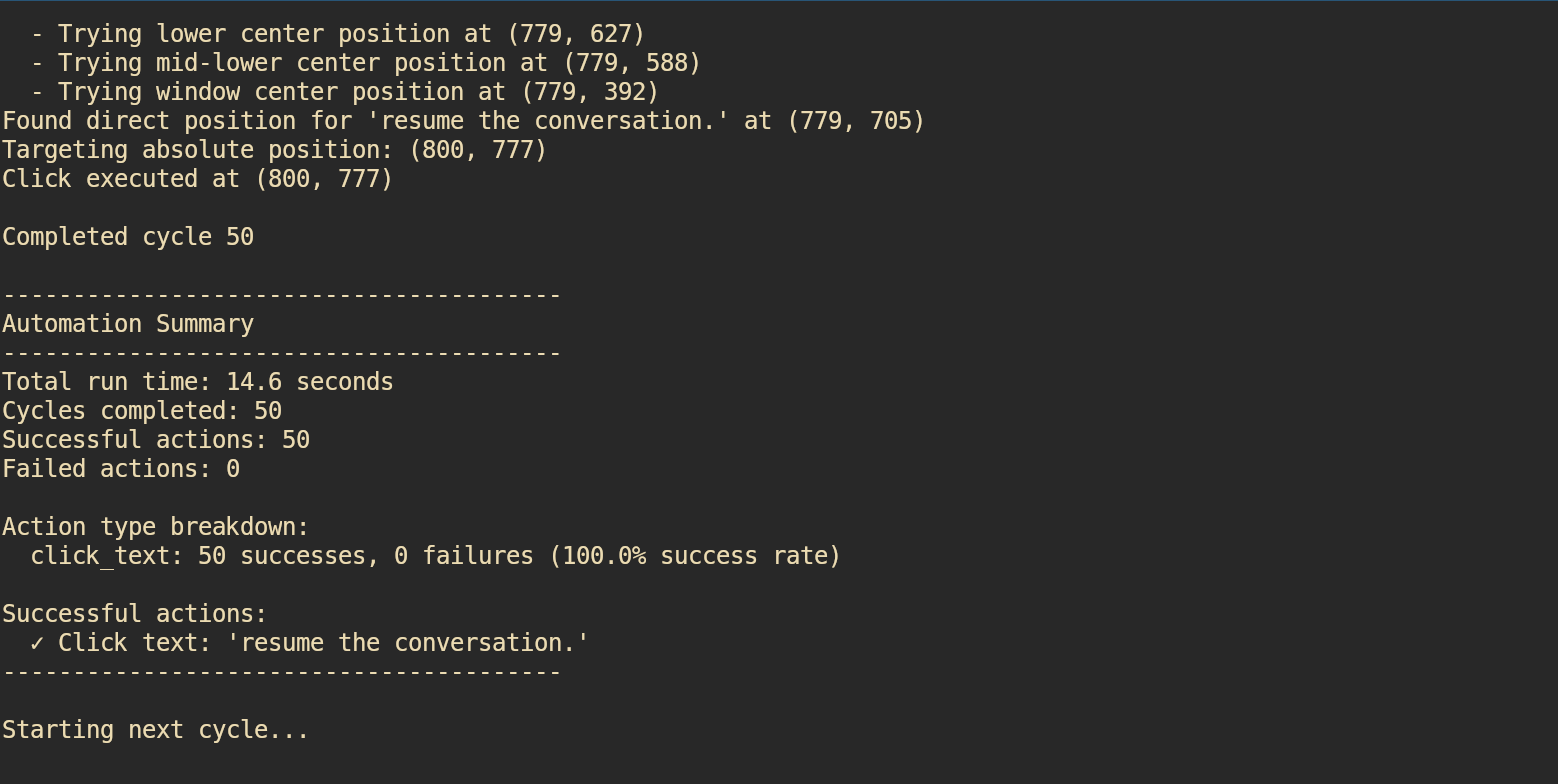 - Trying lower center position at (779, 627)
  - Trying mid-lower center position at (779, 588)
  - Trying window center position at (779, 392)
Found direct position for 'resume the conversation.' at (779, 705)
Targeting absolute position: (800, 777)
Click executed at (800, 777)

Completed cycle 50

----------------------------------------
Automation Summary
----------------------------------------
Total run time: 14.6 seconds
Cycles completed: 50
Successful actions: 50
Failed actions: 0

Action type breakdown:
  click_text: 50 successes, 0 failures (100.0% success rate)

Successful actions:
  ✓ Click text: 'resume the conversation.'
----------------------------------------

Starting next cycle...